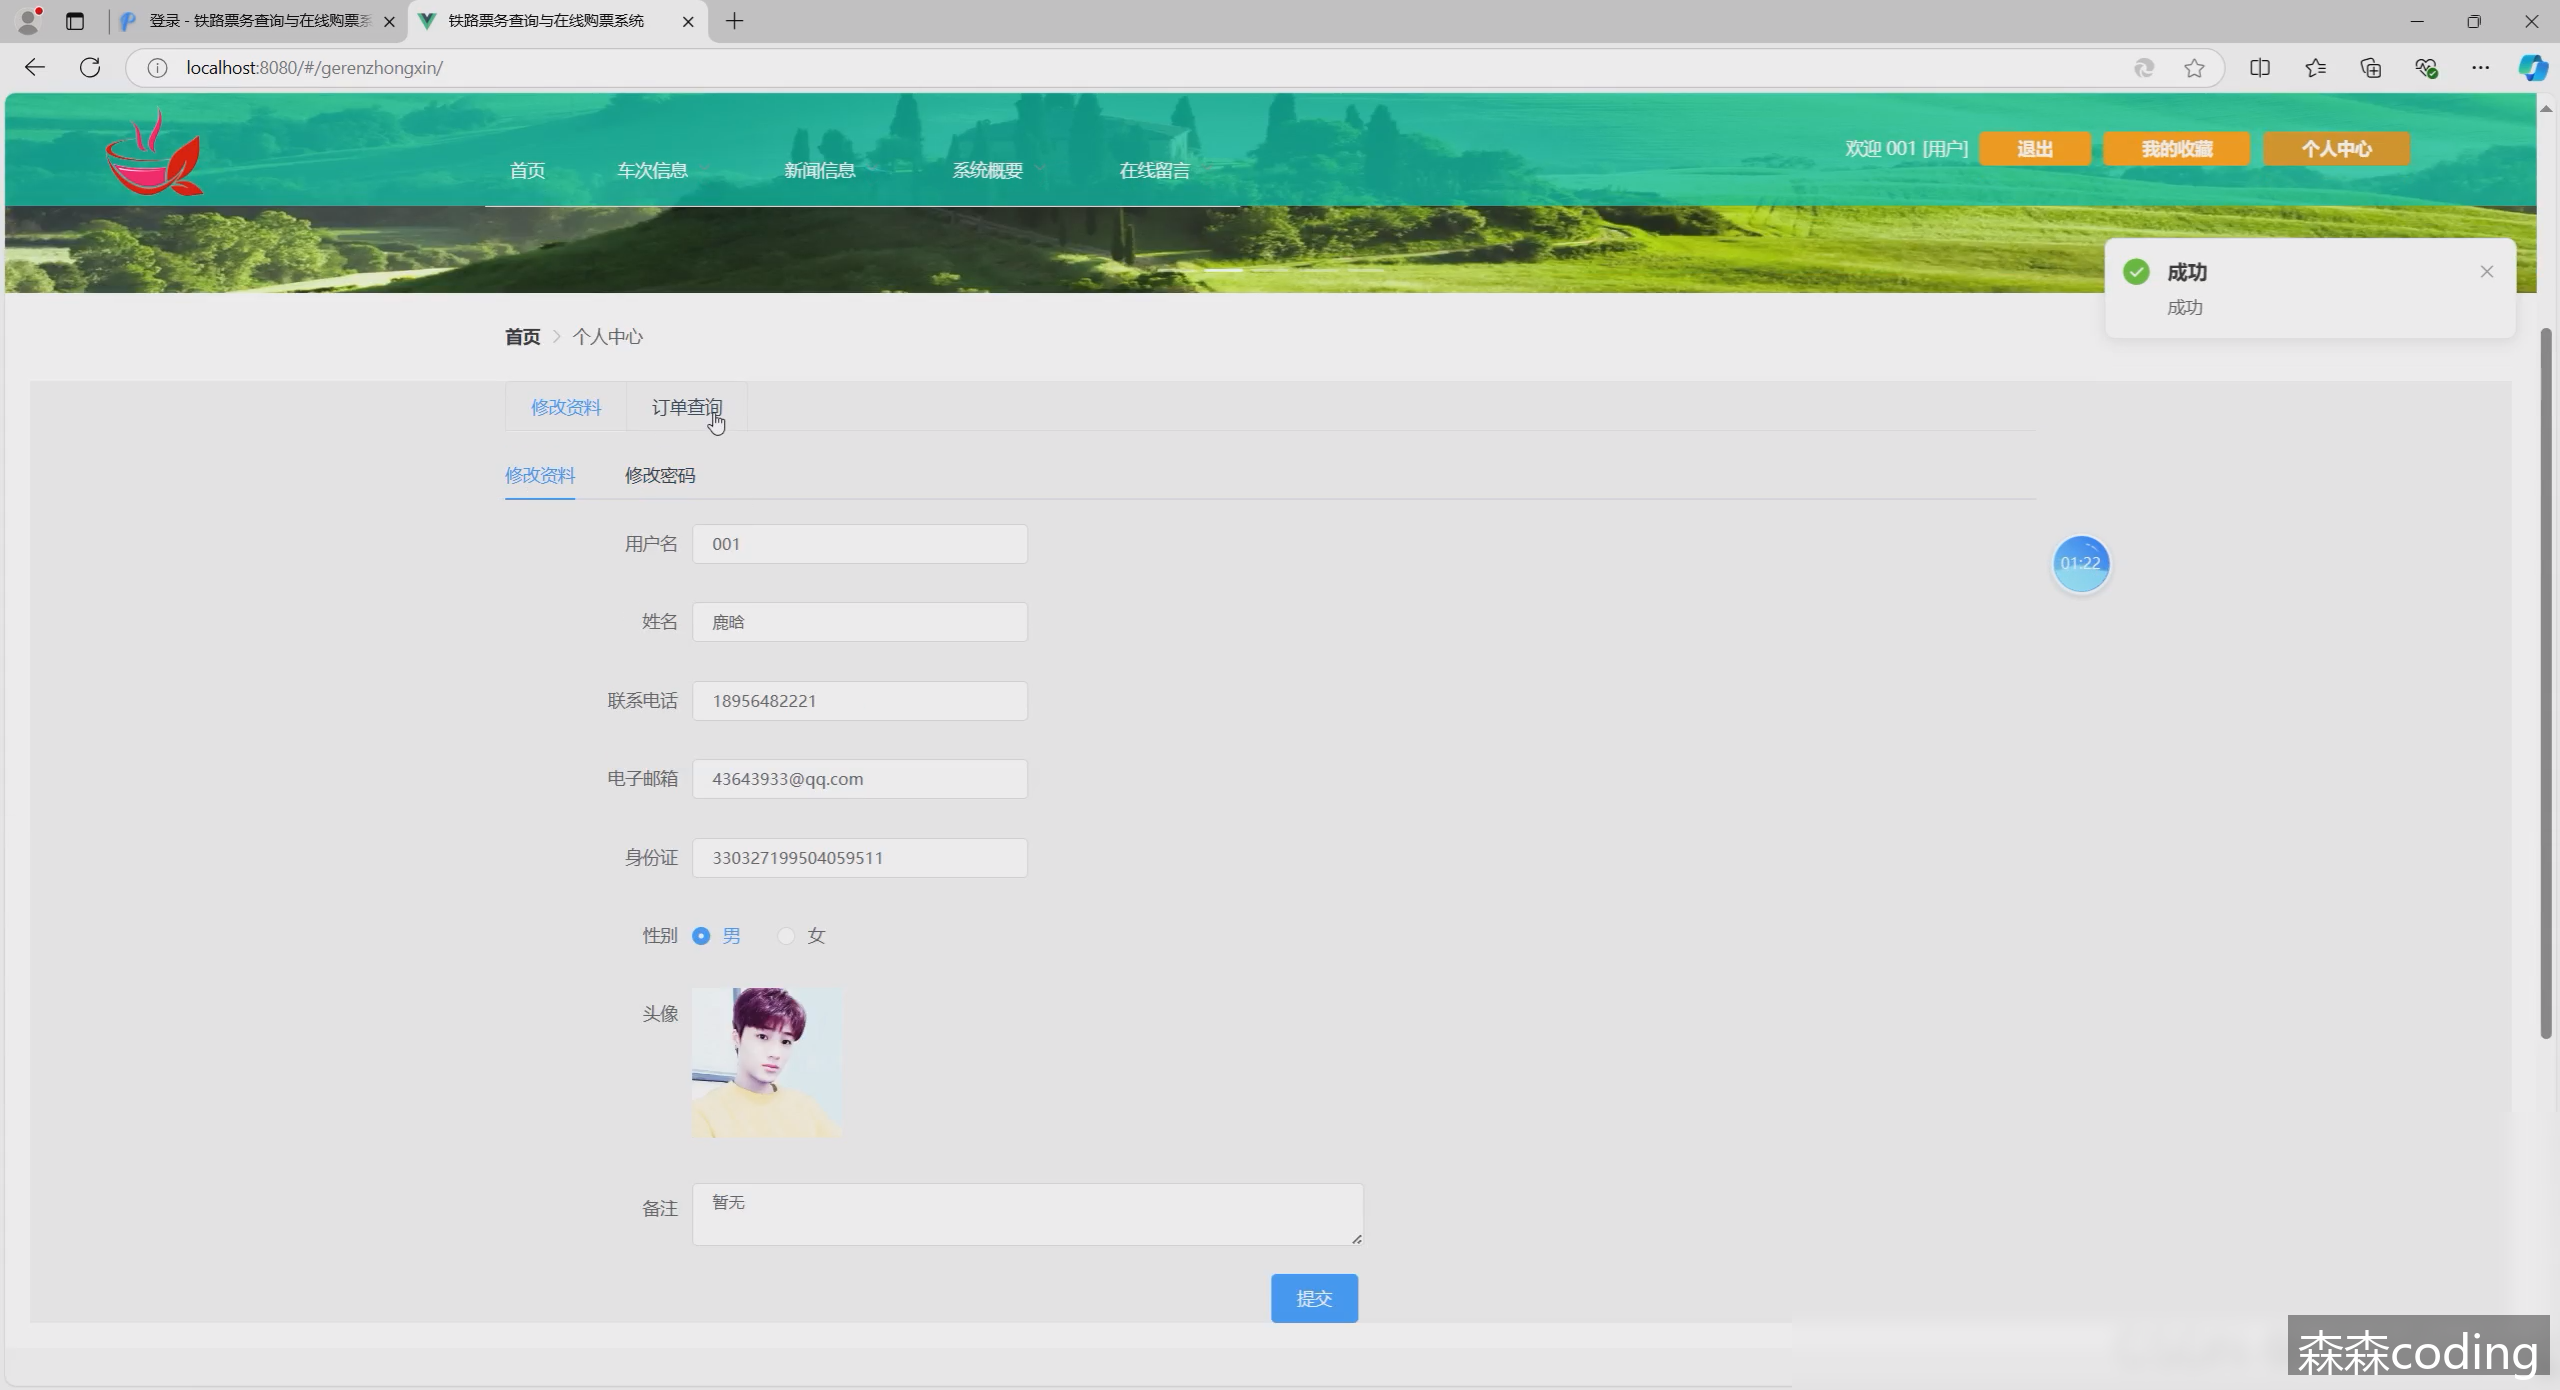 登录 - 铁路票务查询与在线购票系
铁路票务查询与在线购票系统
localhost:8080/#/gerenzhongxin/
首页
车次信息
新闻信息
系统概要
在线留言
欢迎 001 [用户]
退出
我的收藏
个人中心
成功
成功
首页
个人中心
修改资料
订单查询
修改资料
修改密码
用户名
001
姓名
鹿晗
联系电话
18956482221
电子邮箱
43643933@qq.com
身份证
330327199504059511
性别
男
女
头像
备注
暂无
提交
01:22
森森coding